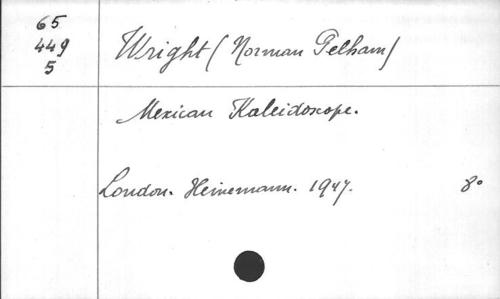 65
449
5
Wright (Norman Pelham)
Mexican Kaleidoscope.
London. Heinemann. 1947. 8°